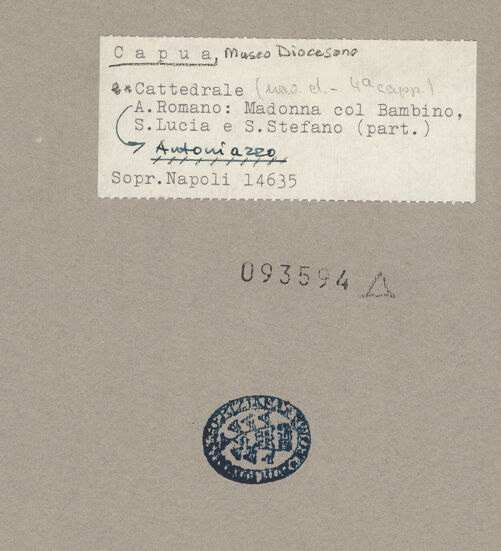 Capua, Museo Diocesano
Cattedrale (nav. d. - 4ª capp.)
A.Romano: Madonna col Bambino,
S.Lucia e S.Stefano (part.)
Antoniazzo
Sopr.Napoli 14635
093594